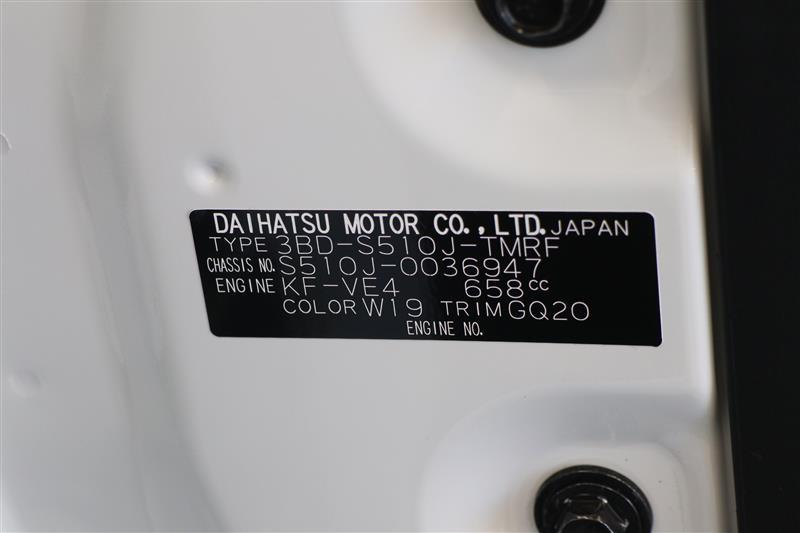 DAIHATSU MOTOR CO.,LTD. JAPAN
TYPE 3BD-S510J-TMRF
CHASSIS NO. S510J-0036947
ENGINE KF-VE4 658cc
COLOR W19 TRIM GQ20
ENGINE NO.